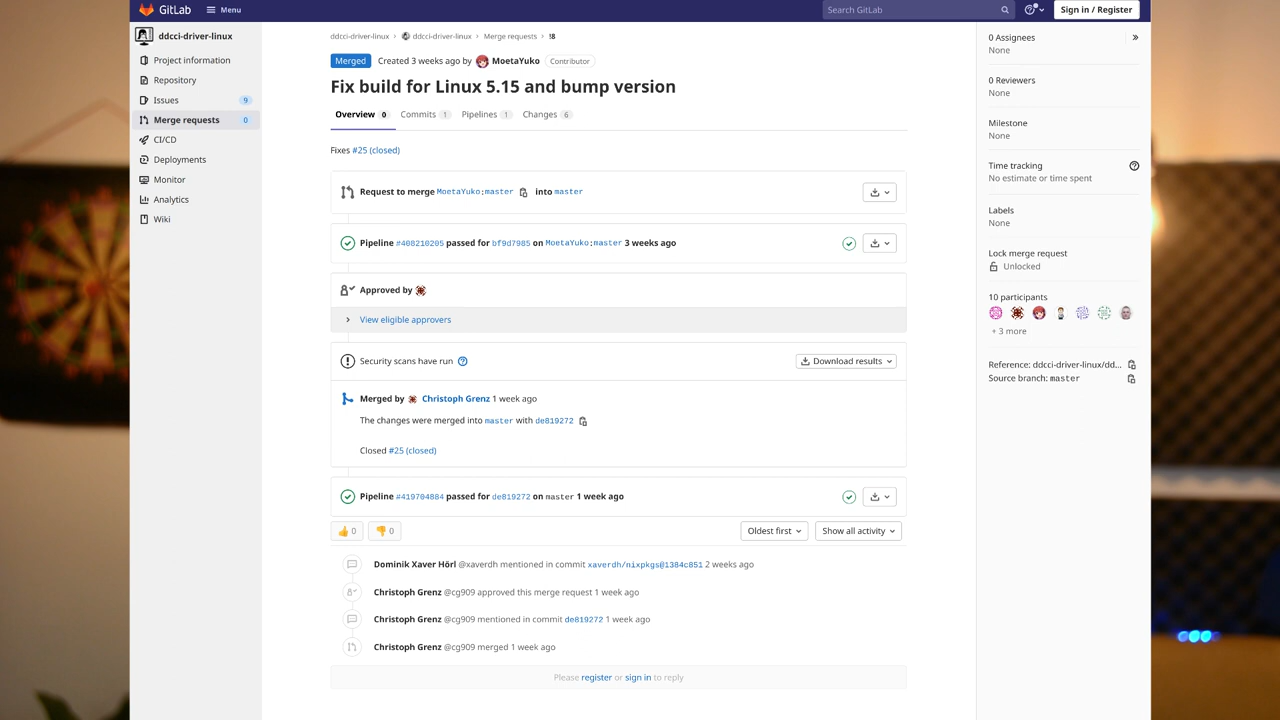 GitLab
Menu
Search GitLab
Sign in / Register
ddcci-driver-linux
Project information
Repository
Issues 9
Merge requests 0
CI/CD
Deployments
Monitor
Analytics
Wiki
ddcci-driver-linux › ddcci-driver-linux › Merge requests › !8
Merged Created 3 weeks ago by MoetaYuko Contributor
Fix build for Linux 5.15 and bump version
Overview 0 Commits 1 Pipelines 1 Changes 6
Fixes #25 (closed)
Request to merge MoetaYuko:master into master
Pipeline #408210205 passed for bf9d7985 on MoetaYuko:master 3 weeks ago
Approved by
View eligible approvers
Security scans have run
Download results
Merged by Christoph Grenz 1 week ago
The changes were merged into master with de819272
Closed #25 (closed)
Pipeline #419704884 passed for de819272 on master 1 week ago
0 0
Oldest first Show all activity
Dominik Xaver Hörl @xaverdh mentioned in commit xaverdh/nixpkgs@1384c851 2 weeks ago
Christoph Grenz @cg909 approved this merge request 1 week ago
Christoph Grenz @cg909 mentioned in commit de819272 1 week ago
Christoph Grenz @cg909 merged 1 week ago
Please register or sign in to reply
0 Assignees
None
0 Reviewers
None
Milestone
None
Time tracking
No estimate or time spent
Labels
None
Lock merge request
Unlocked
10 participants
+ 3 more
Reference: ddcci-driver-linux/dd...
Source branch: master